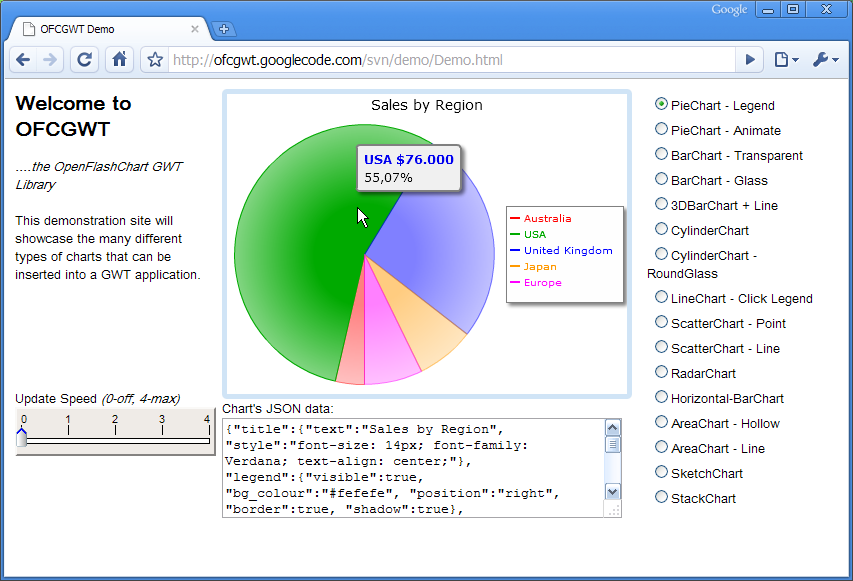 Google
OFCGWT Demo
http://ofcgwt.googlecode.com/svn/demo/Demo.html
Welcome to
OFCGWT
....the OpenFlashChart GWT
Library
This demonstration site will
showcase the many different
types of charts that can be
inserted into a GWT application.
Update Speed (0-off, 4-max)
0 1 2 3 4
Sales by Region
USA $76.000
55,07%
Australia
USA
United Kingdom
Japan
Europe
Chart's JSON data:
{"title":{"text":"Sales by Region",
"style":"font-size: 14px; font-family:
Verdana; text-align: center;"},
"legend":{"visible":true,
"bg_colour":"#fefefe", "position":"right",
"border":true, "shadow":true},
PieChart - Legend
PieChart - Animate
BarChart - Transparent
BarChart - Glass
3DBarChart + Line
CylinderChart
CylinderChart -
RoundGlass
LineChart - Click Legend
ScatterChart - Point
ScatterChart - Line
RadarChart
Horizontal-BarChart
AreaChart - Hollow
AreaChart - Line
SketchChart
StackChart